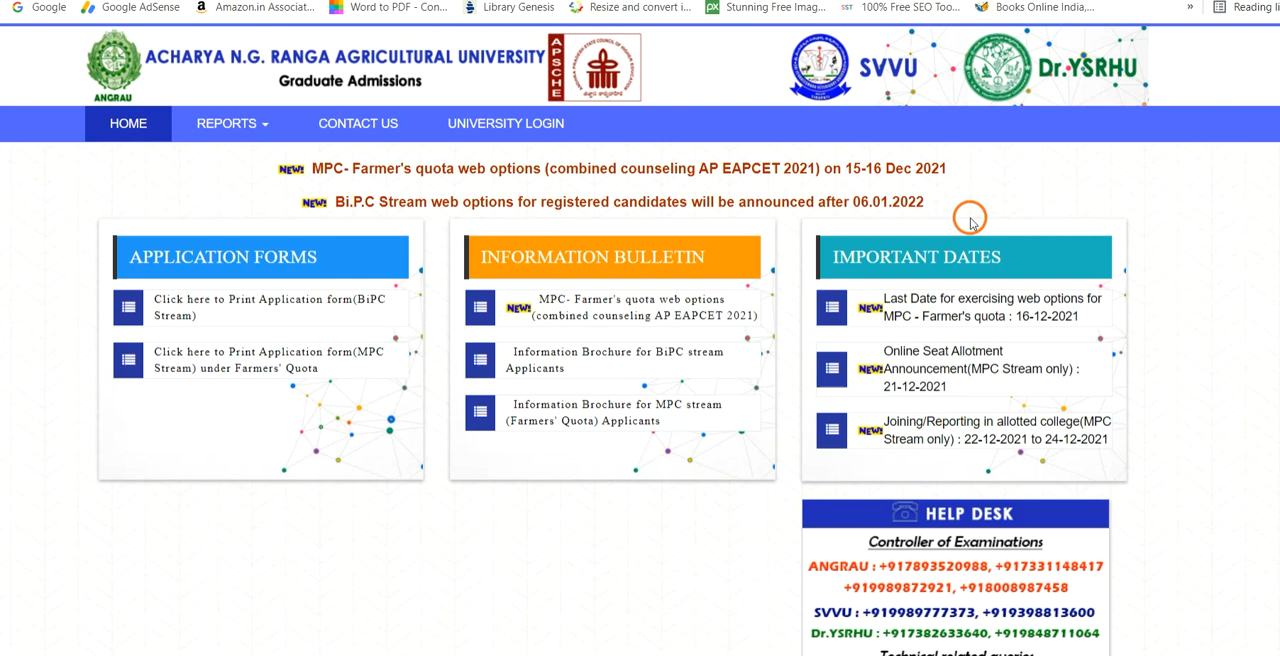 Google
Google AdSense
Amazon.in Associat...
Word to PDF - Con...
Library Genesis
Resize and convert i...
Stunning Free Imag...
100% Free SEO Too...
Books Online India,...
»
Reading li
ACHARYA N.G. RANGA AGRICULTURAL UNIVERSITY
Graduate Admissions
ANGRAU
APSCHE
SVVU
Dr.YSRHU
HOME
REPORTS
CONTACT US
UNIVERSITY LOGIN
NEW! MPC- Farmer's quota web options (combined counseling AP EAPCET 2021) on 15-16 Dec 2021
NEW! Bi.P.C Stream web options for registered candidates will be announced after 06.01.2022
APPLICATION FORMS
Click here to Print Application form(BiPC
Stream)
Click here to Print Application form(MPC
Stream) under Farmers' Quota
INFORMATION BULLETIN
NEW! MPC- Farmer's quota web options
(combined counseling AP EAPCET 2021)
Information Brochure for BiPC stream
Applicants
Information Brochure for MPC stream
(Farmers' Quota) Applicants
IMPORTANT DATES
NEW! Last Date for exercising web options for
MPC - Farmer's quota : 16-12-2021
Online Seat Allotment
NEW! Announcement(MPC Stream only) :
21-12-2021
NEW! Joining/Reporting in allotted college(MPC
Stream only) : 22-12-2021 to 24-12-2021
HELP DESK
Controller of Examinations
ANGRAU : +917893520988, +917331148417
+919989872921, +918008987458
SVVU : +919989777373, +919398813600
Dr.YSRHU : +917382633640, +919848711064
Technical related queries